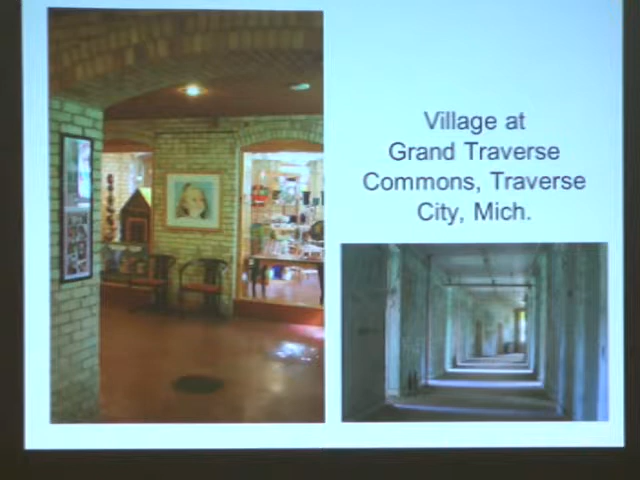 Village at
Grand Traverse
Commons, Traverse
City, Mich.